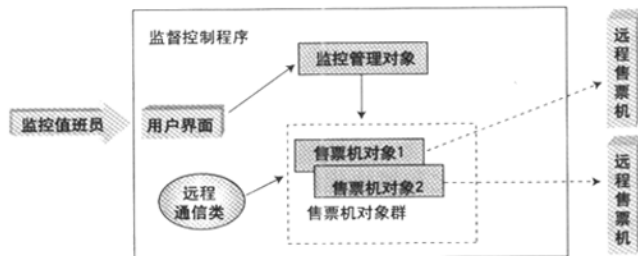 监督控制程序
监控管理对象
监控值班员
用户界面
售票机对象1
售票机对象2
远程
通信类
售票机对象群
远程售票机
远程售票机